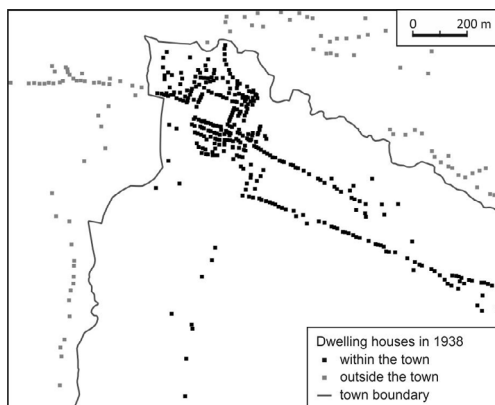 0 200 m
Dwelling houses in 1938
within the town
outside the town
town boundary